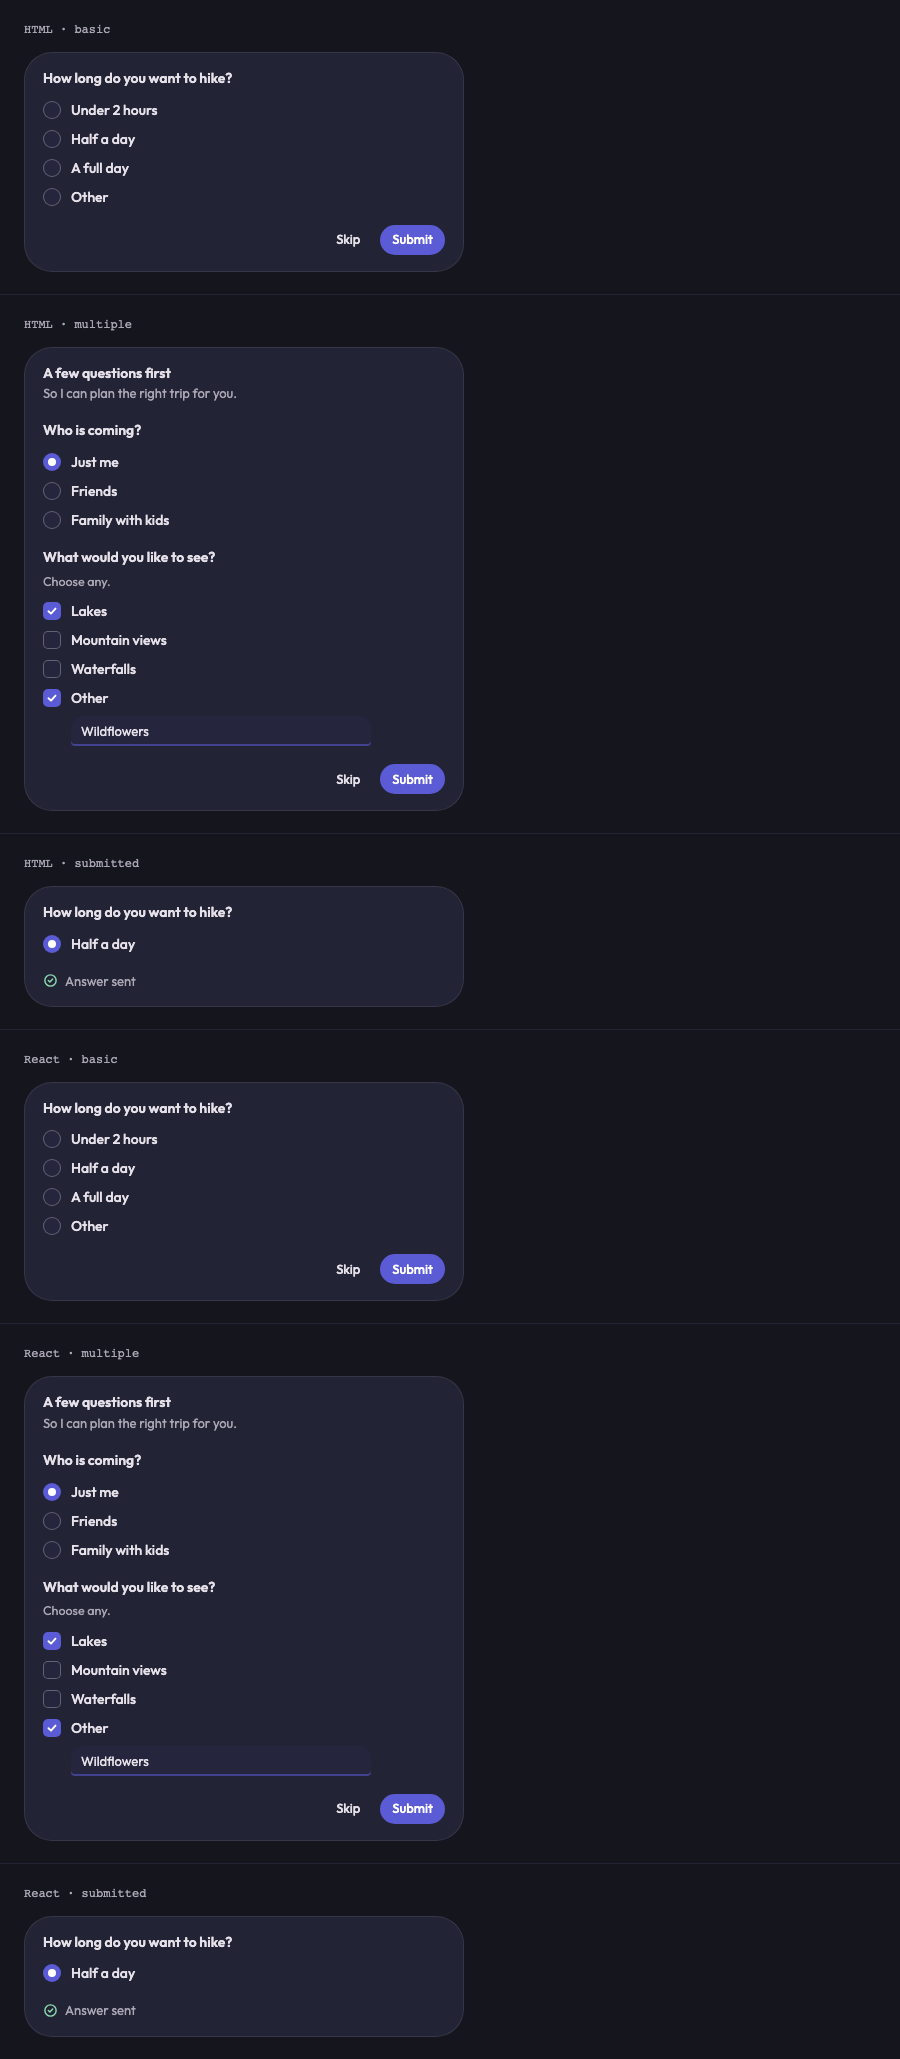 HTML • basic
How long do you want to hike?
Under 2 hours
Half a day
A full day
Other
Skip Submit
HTML • multiple
A few questions first
So I can plan the right trip for you.
Who is coming?
Just me
Friends
Family with kids
What would you like to see?
Choose any.
Lakes
Mountain views
Waterfalls
Other
Wildflowers
Skip Submit
HTML • submitted
How long do you want to hike?
Half a day
Answer sent
React • basic
How long do you want to hike?
Under 2 hours
Half a day
A full day
Other
Skip Submit
React • multiple
A few questions first
So I can plan the right trip for you.
Who is coming?
Just me
Friends
Family with kids
What would you like to see?
Choose any.
Lakes
Mountain views
Waterfalls
Other
Wildflowers
Skip Submit
React • submitted
How long do you want to hike?
Half a day
Answer sent